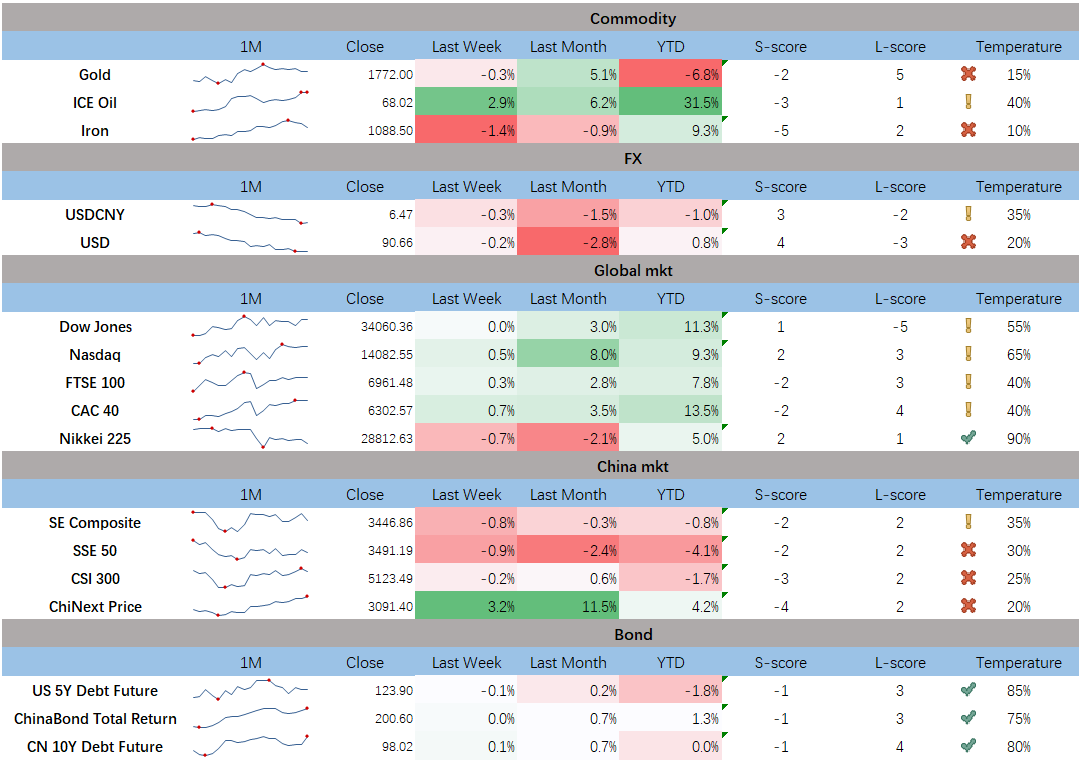 Commodity
1M Close Last Week Last Month YTD S-score L-score Temperature
Gold 1772.00 -0.3% 5.1% -6.8% -2 5 15%
ICE Oil 68.02 2.9% 6.2% 31.5% -3 1 40%
Iron 1088.50 -1.4% -0.9% 9.3% -5 2 10%
FX
1M Close Last Week Last Month YTD S-score L-score Temperature
USDCNY 6.47 -0.3% -1.5% -1.0% 3 -2 35%
USD 90.66 -0.2% -2.8% 0.8% 4 -3 20%
Global mkt
1M Close Last Week Last Month YTD S-score L-score Temperature
Dow Jones 34060.36 0.0% 3.0% 11.3% 1 -5 55%
Nasdaq 14082.55 0.5% 8.0% 9.3% 2 3 65%
FTSE 100 6961.48 0.3% 2.8% 7.8% -2 3 40%
CAC 40 6302.57 0.7% 3.5% 13.5% -2 4 40%
Nikkei 225 28812.63 -0.7% -2.1% 5.0% 2 1 90%
China mkt
1M Close Last Week Last Month YTD S-score L-score Temperature
SE Composite 3446.86 -0.8% -0.3% -0.8% -2 2 35%
SSE 50 3491.19 -0.9% -2.4% -4.1% -2 2 30%
CSI 300 5123.49 -0.2% 0.6% -1.7% -3 2 25%
ChiNext Price 3091.40 3.2% 11.5% 4.2% -4 2 20%
Bond
1M Close Last Week Last Month YTD S-score L-score Temperature
US 5Y Debt Future 123.90 -0.1% 0.2% -1.8% -1 3 85%
ChinaBond Total Return 200.60 0.0% 0.7% 1.3% -1 3 75%
CN 10Y Debt Future 98.02 0.1% 0.7% 0.0% -1 4 80%